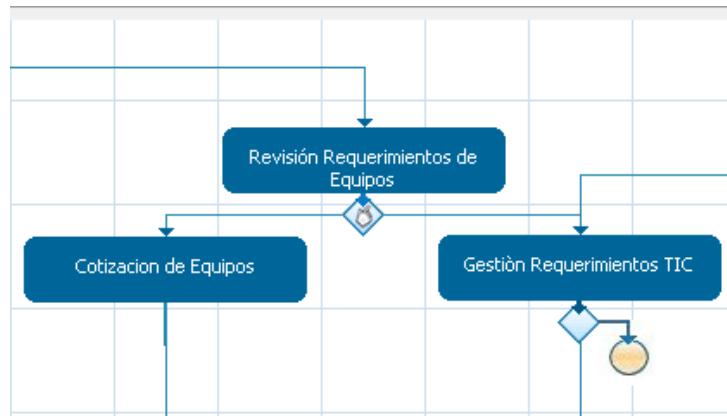 Revisión Requerimientos de
Equipos
Cotizacion de Equipos
Gestiòn Requerimientos TIC